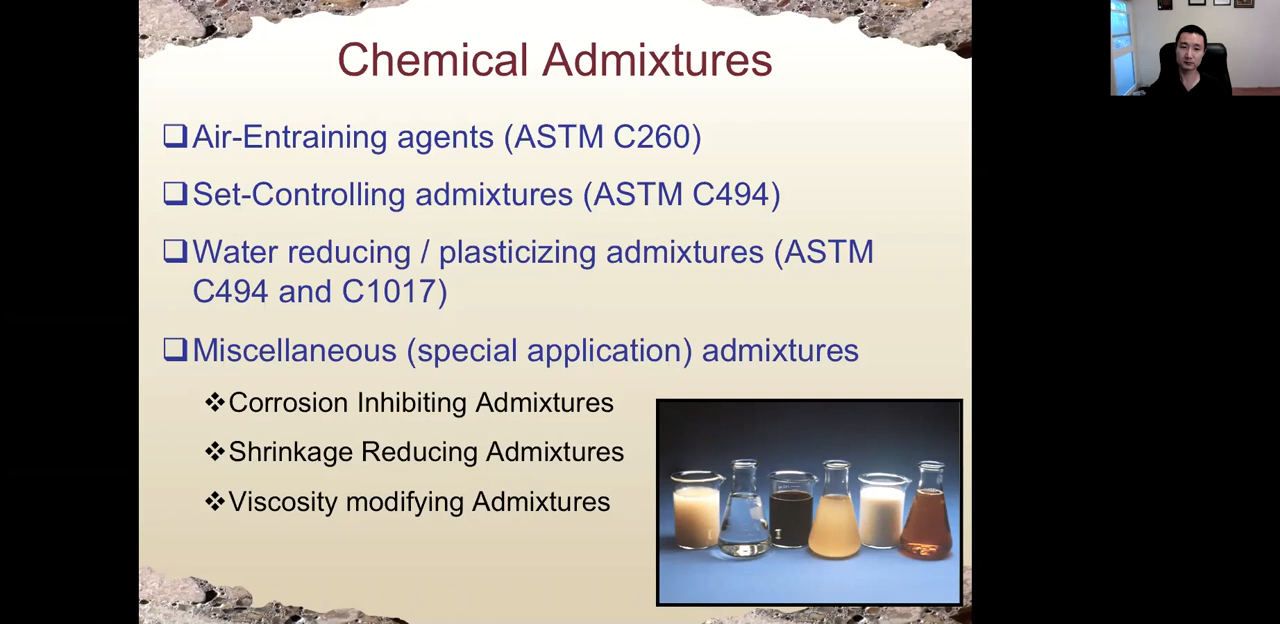 Chemical Admixtures
❑Air-Entraining agents (ASTM C260)
❑Set-Controlling admixtures (ASTM C494)
❑Water reducing / plasticizing admixtures (ASTM
C494 and C1017)
❑Miscellaneous (special application) admixtures
❖Corrosion Inhibiting Admixtures
❖Shrinkage Reducing Admixtures
❖Viscosity modifying Admixtures